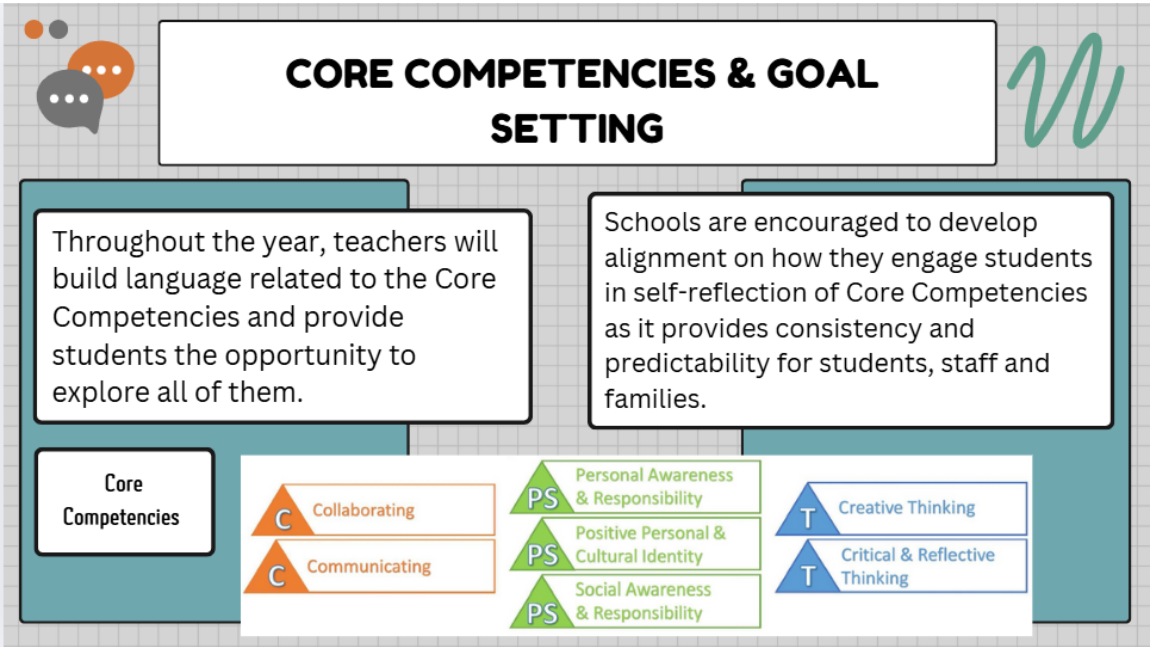 CORE COMPETENCIES & GOAL
SETTING
Throughout the year, teachers will
build language related to the Core
Competencies and provide
students the opportunity to
explore all of them.
Schools are encouraged to develop
alignment on how they engage students
in self-reflection of Core Competencies
as it provides consistency and
predictability for students, staff and
families.
Core
Competencies
C Collaborating
C Communicating
PS Personal Awareness
& Responsibility
PS Positive Personal &
Cultural Identity
PS Social Awareness
& Responsibility
T Creative Thinking
T Critical & Reflective
Thinking